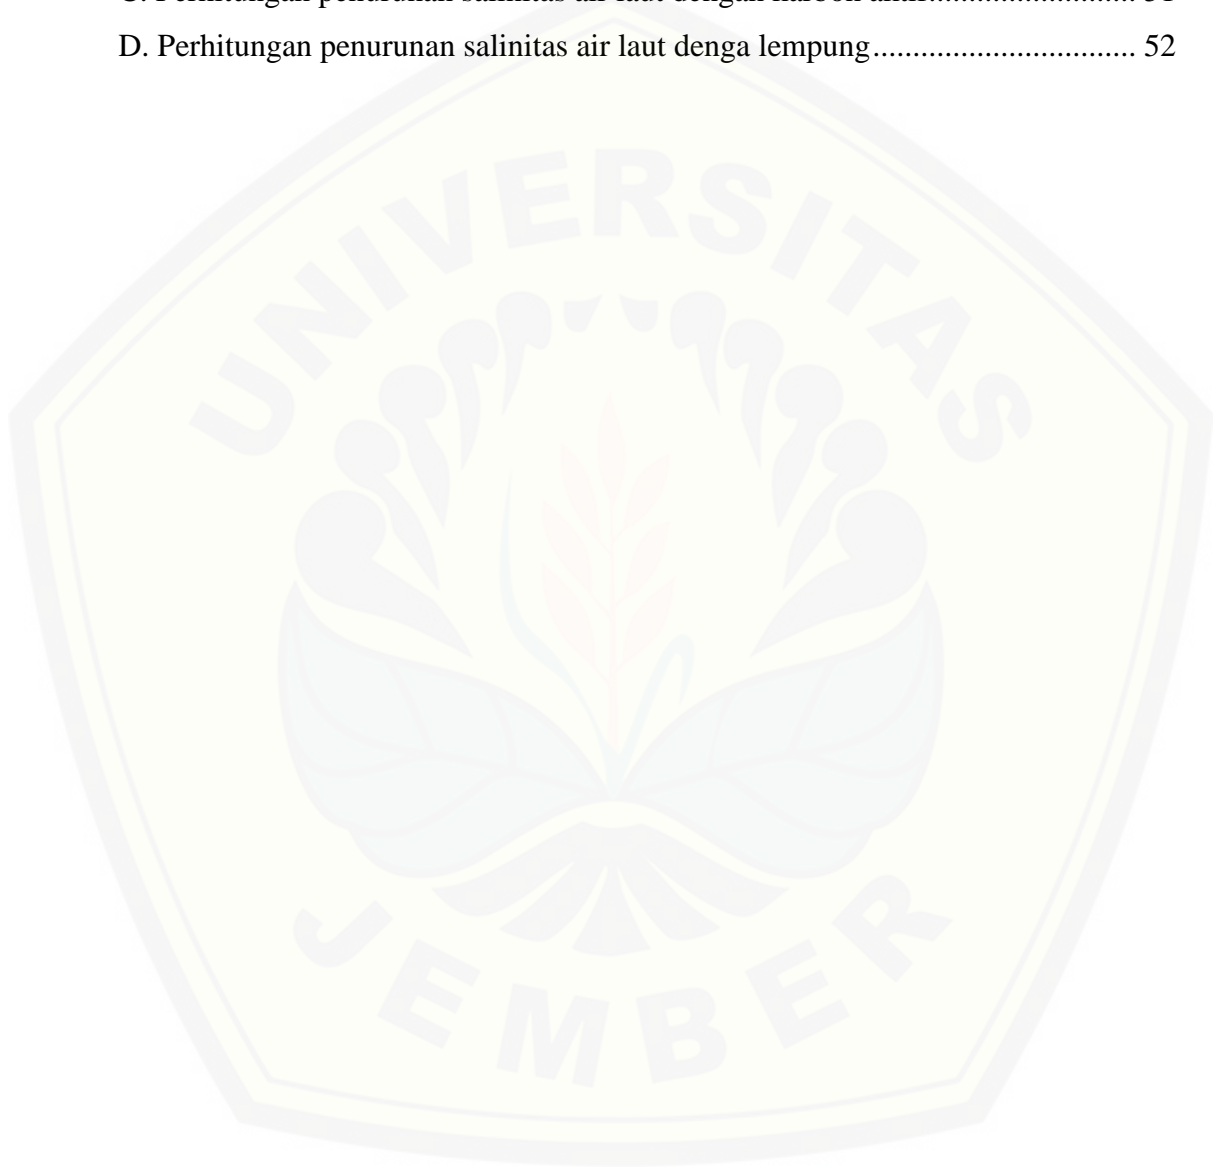 D. Perhitungan penurunan salinitas air laut denga lempung................................. 52
UNIVERSITAS
JEMBER